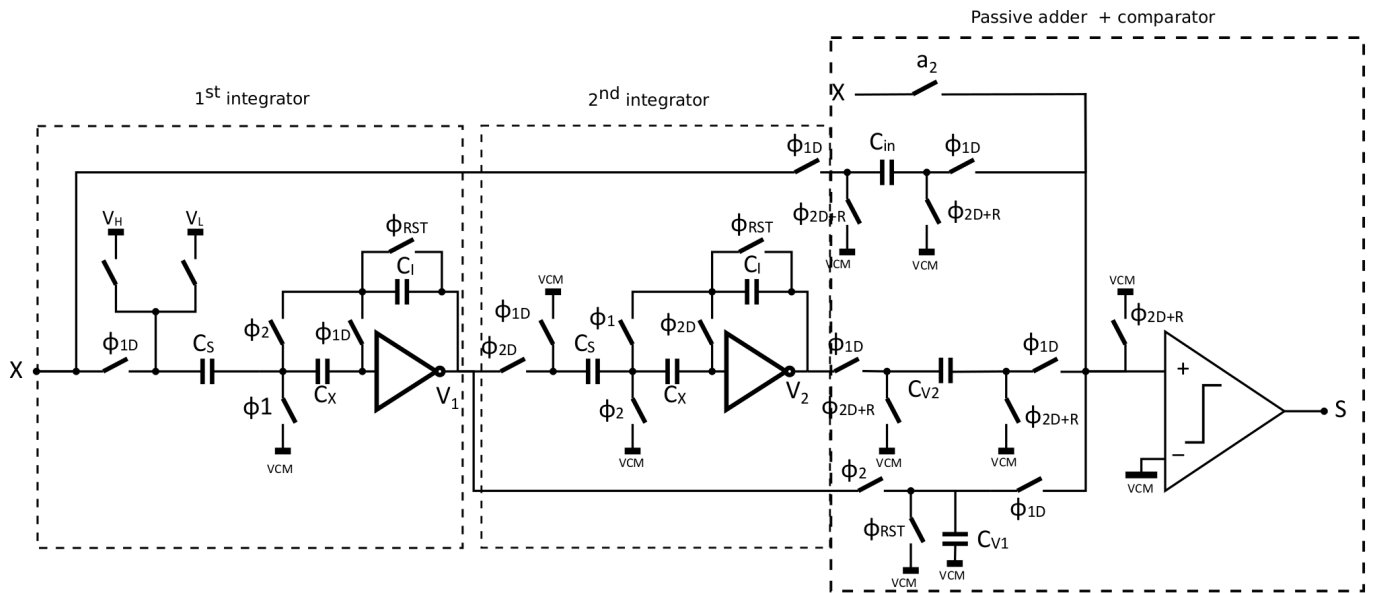 Passive adder + comparator
1st integrator
2nd integrator
X
a2
ϕ1D
Cin
ϕ1D
ϕ2D+R
ϕ2D+R
VCM
VCM
VH
VL
ϕRST
CI
ϕRST
CI
VCM
VCM
ϕ2D+R
X
ϕ1D
CS
ϕ2
ϕ1D
CX
ϕ1
VCM
V1
ϕ2D
ϕ1D
CS
ϕ1
ϕ2D
CX
ϕ2
VCM
V2
ϕ1D
CV2
ϕ1D
ϕ2D+R
ϕ2D+R
VCM
VCM
+
−
VCM
S
ϕ2
ϕ1D
ϕRST
CV1
VCM
VCM